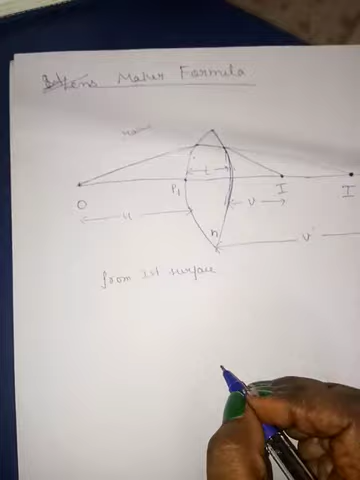 Lens Maker Formula
t
P₁
I
I
O
u
v
n
v'
from 1st surface